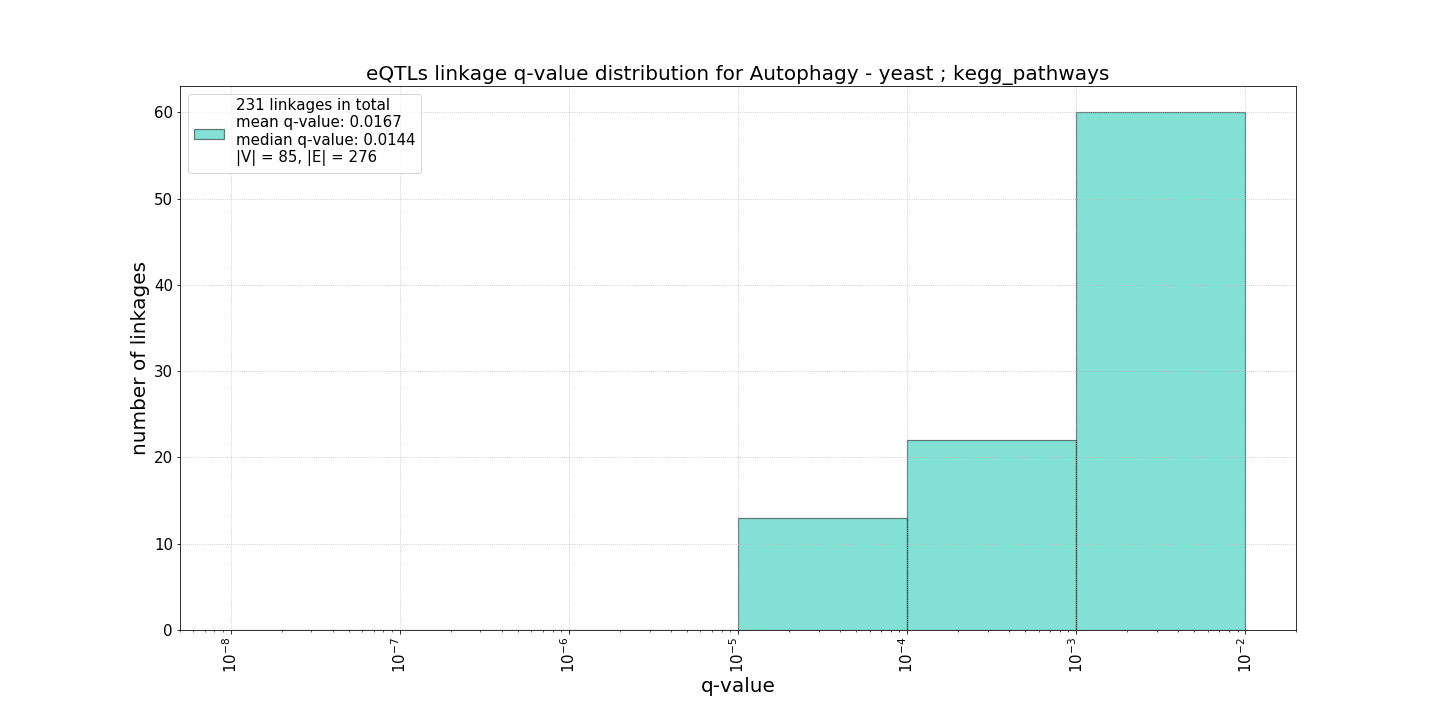 eQTLs linkage q-value distribution for Autophagy - yeast ; kegg_pathways
231 linkages in total
mean q-value: 0.0167
median q-value: 0.0144
|V| = 85, |E| = 276
number of linkages
60
50
40
30
20
10
0
10⁻⁸ 10⁻⁷ 10⁻⁶ 10⁻⁵ 10⁻⁴ 10⁻³ 10⁻²
q-value